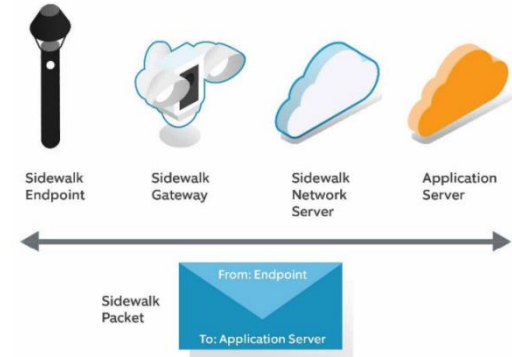 Sidewalk
Endpoint
Sidewalk
Gateway
Sidewalk
Network
Server
Application
Server
From: Endpoint
Sidewalk
Packet
To: Application Server